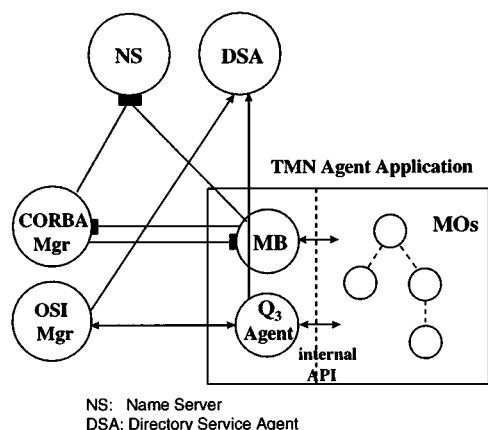 NS
DSA
TMN Agent Application
CORBA
Mgr
MB
MOs
OSI
Mgr
Q3
Agent
internal
API
NS: Name Server
DSA: Directory Service Agent